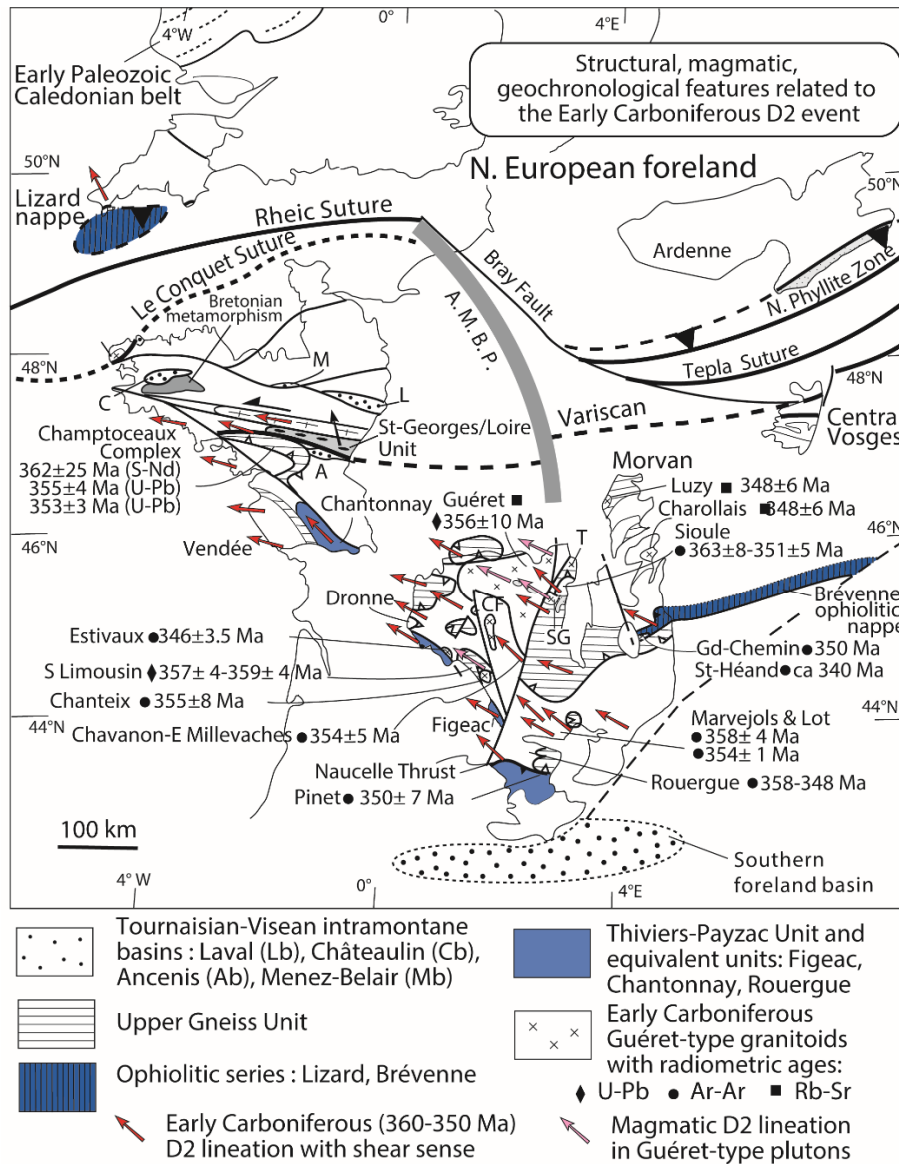 0°
4°E
4°W
Early Paleozoic
Caledonian belt
Structural, magmatic,
geochronological features related to
the Early Carboniferous D2 event
50°N
N. European foreland
50°N
Lizard
nappe
Rheic Suture
Ardenne
Le Conquet Suture
Bray Fault
N. Phyllite Zone
Bretonian
metamorphism
A. M. B. P.
48°N
M
Tepla Suture
48°N
C
L
Variscan
Central
Vosges
Champtoceaux
Complex
St-Georges/Loire
Unit
362±25 Ma (S-Nd)
355±4 Ma (U-Pb)
353±3 Ma (U-Pb)
A
Morvan
Chantonnay
Guéret ■
♦ 356±10 Ma
Luzy ■ 348±6 Ma
Charollais ■ 348±6 Ma
46°N
Vendée
T
Sioule
● 363±8-351±5 Ma
46°N
Dronne
CF
Brévenne
ophiolitic
nappe
Estivaux ● 346±3.5 Ma
SG
Gd-Chemin ● 350 Ma
S Limousin ♦ 357± 4-359± 4 Ma
St-Héand ● ca 340 Ma
Chanteix ● 355±8 Ma
44°N
Figeac
Marvejols & Lot
● 358± 4 Ma
● 354± 1 Ma
44°N
Chavanon-E Millevaches ● 354±5 Ma
Naucelle Thrust
Rouergue ● 358-348 Ma
Pinet ● 350± 7 Ma
100 km
Southern
foreland basin
4° W
0°
4°E
Tournaisian-Visean intramontane
basins : Laval (Lb), Châteaulin (Cb),
Ancenis (Ab), Menez-Belair (Mb)
Upper Gneiss Unit
Ophiolitic series : Lizard, Brévenne
Early Carboniferous (360-350 Ma)
D2 lineation with shear sense
Thiviers-Payzac Unit and
equivalent units: Figeac,
Chantonnay, Rouergue
Early Carboniferous
Guéret-type granitoids
with radiometric ages:
♦ U-Pb ● Ar-Ar ■ Rb-Sr
Magmatic D2 lineation
in Guéret-type plutons